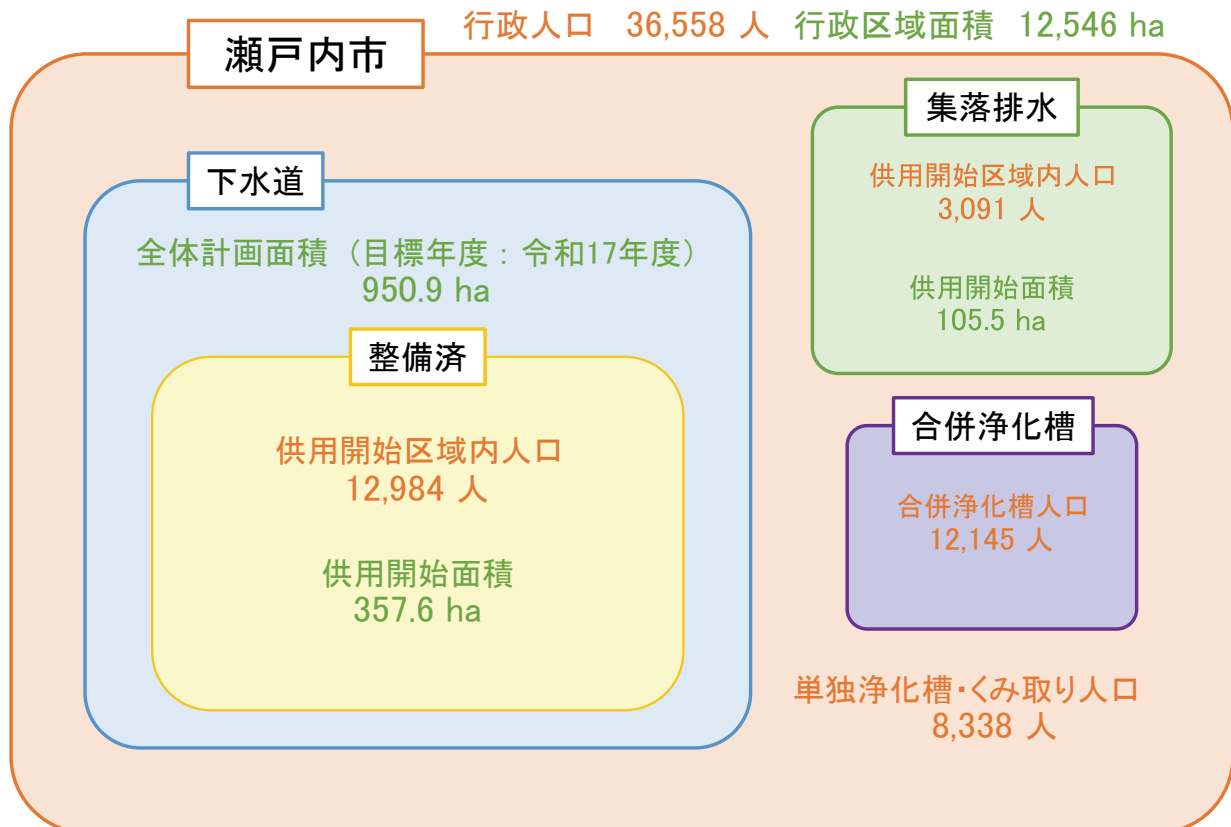 行政人口 36,558 人 行政区域面積 12,546 ha
瀬戸内市
集落排水
供用開始区域内人口
3,091 人
供用開始面積
105.5 ha
下水道
全体計画面積（目標年度：令和17年度）
950.9 ha
整備済
供用開始区域内人口
12,984 人
供用開始面積
357.6 ha
合併浄化槽
合併浄化槽人口
12,145 人
単独浄化槽・くみ取り人口
8,338 人